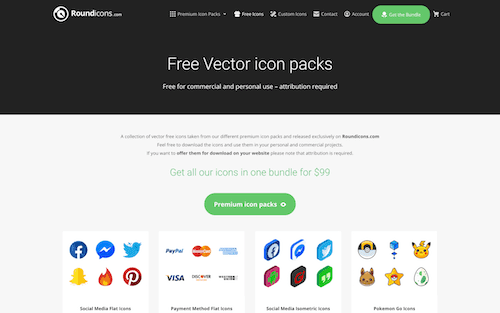 Roundicons.com
Premium Icon Packs
Free Icons
Custom Icons
Contact
Account
Get the Bundle
Cart
Free Vector icon packs
Free for commercial and personal use – attribution required
A collection of vector free icons taken from our different premium icon packs and released exclusively on Roundicons.com
Feel free to download the icons and use them in your personal and commercial projects.
If you want to offer them for download on your website please note that attribution is required.
Get all our icons in one bundle for $99
Premium icon packs
PayPal
MasterCard
VISA
DISCOVER
Social Media Flat Icons
Payment Method Flat Icons
Social Media Isometric Icons
Pokemon Go Icons